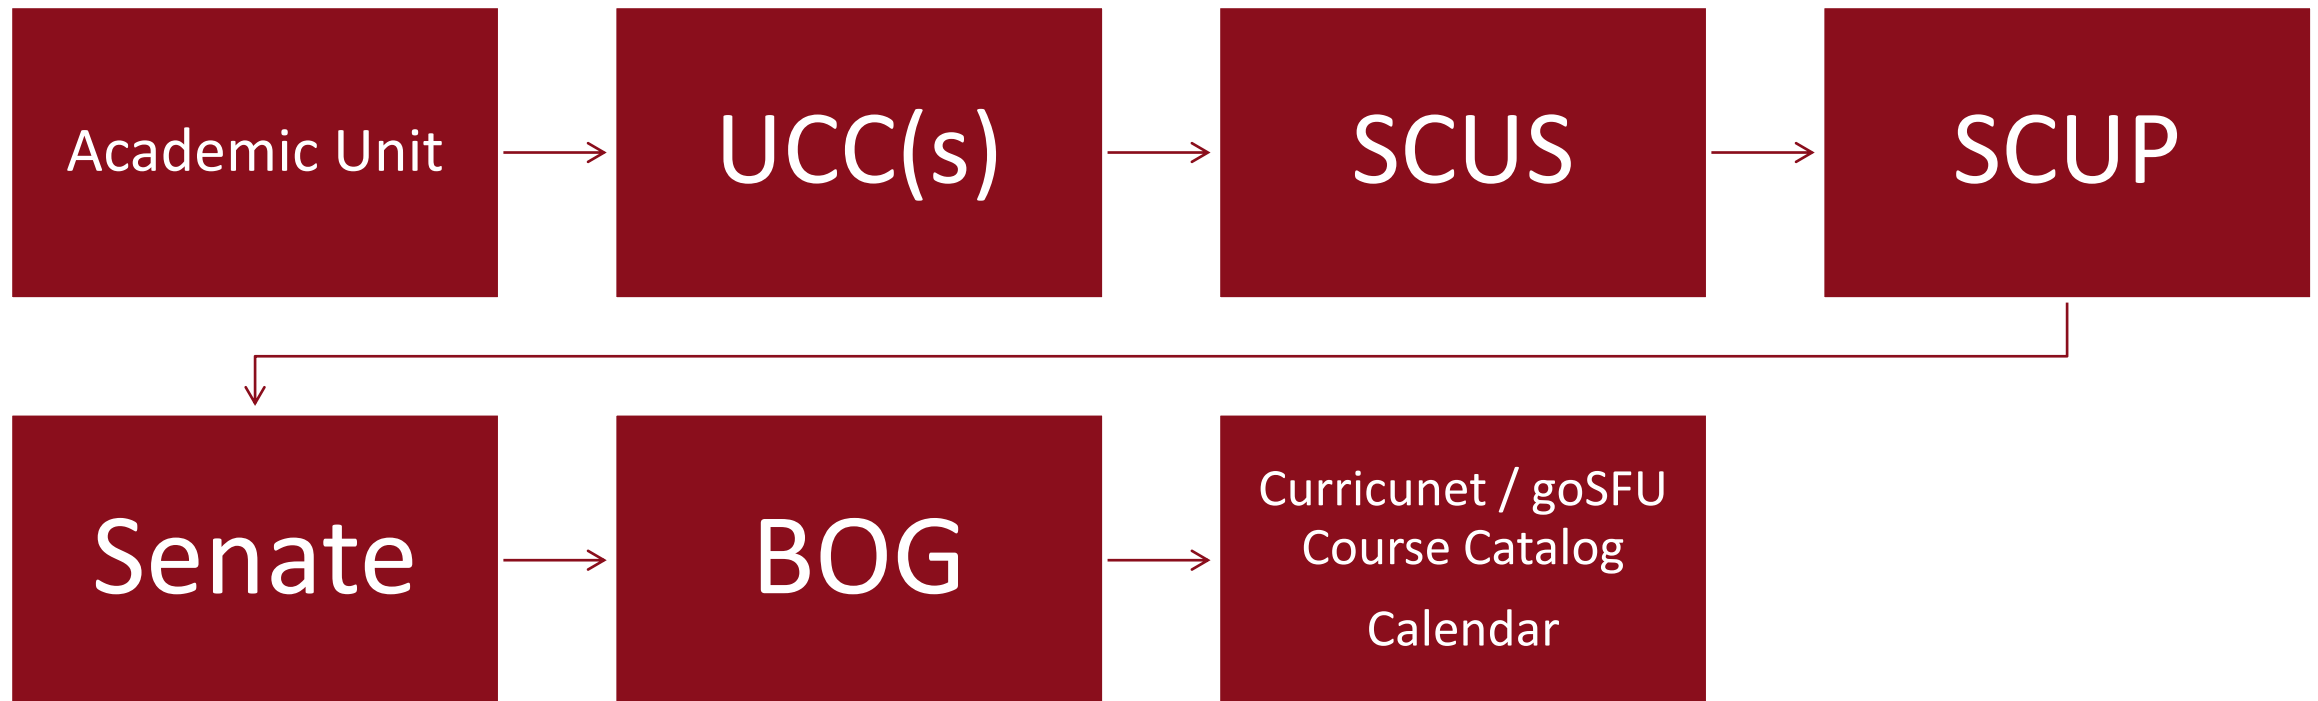 Academic Unit
UCC(s)
SCUS
SCUP
Senate
BOG
Curricunet / goSFU
Course Catalog
Calendar